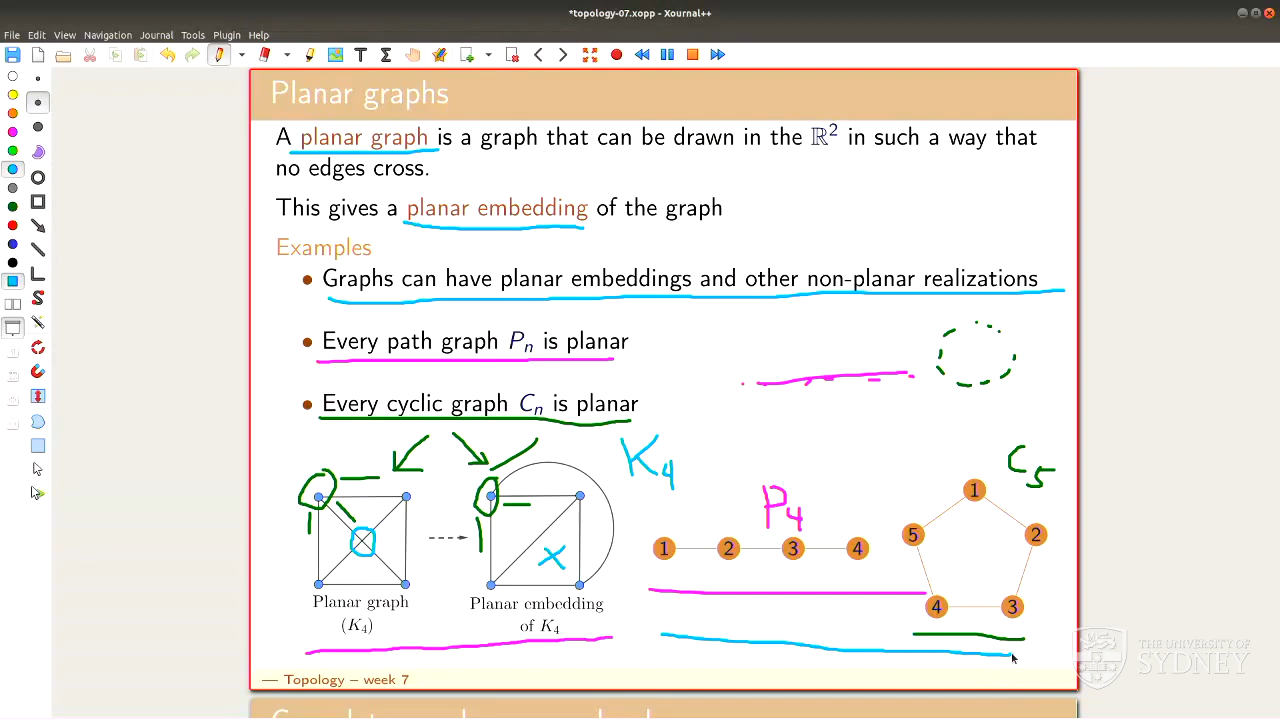 *topology-07.xopp - Xournal++
File Edit View Navigation Journal Tools Plugin Help
Planar graphs
A planar graph is a graph that can be drawn in the ℝ² in such a way that
no edges cross.
This gives a planar embedding of the graph
Examples
• Graphs can have planar embeddings and other non-planar realizations
• Every path graph Pₙ is planar
• Every cyclic graph Cₙ is planar
K₄
P₄
C₅
x
1 2 3 4
1
5 2
4 3
Planar graph
(K₄)
Planar embedding
of K₄
THE UNIVERSITY OF
SYDNEY
— Topology – week 7